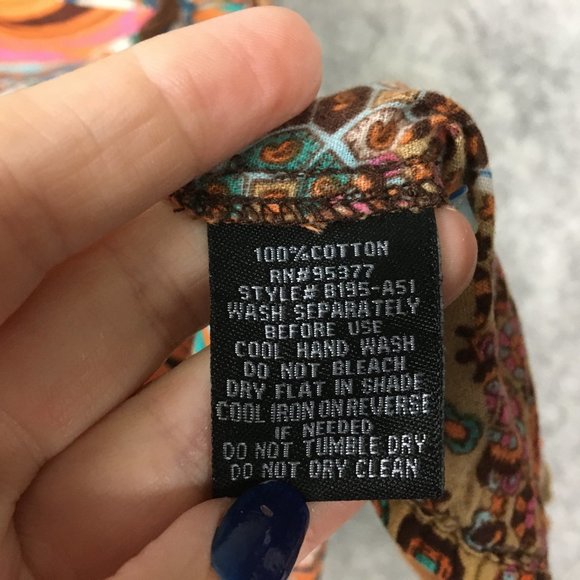 100%COTTON
RN#95377
STYLE# B195-A51
WASH SEPARATELY
BEFORE USE
COOL HAND WASH
DO NOT BLEACH
DRY FLAT IN SHADE
COOL IRON ON REVERSE
IF NEEDED
DO NOT TUMBLE DRY
DO NOT DRY CLEAN